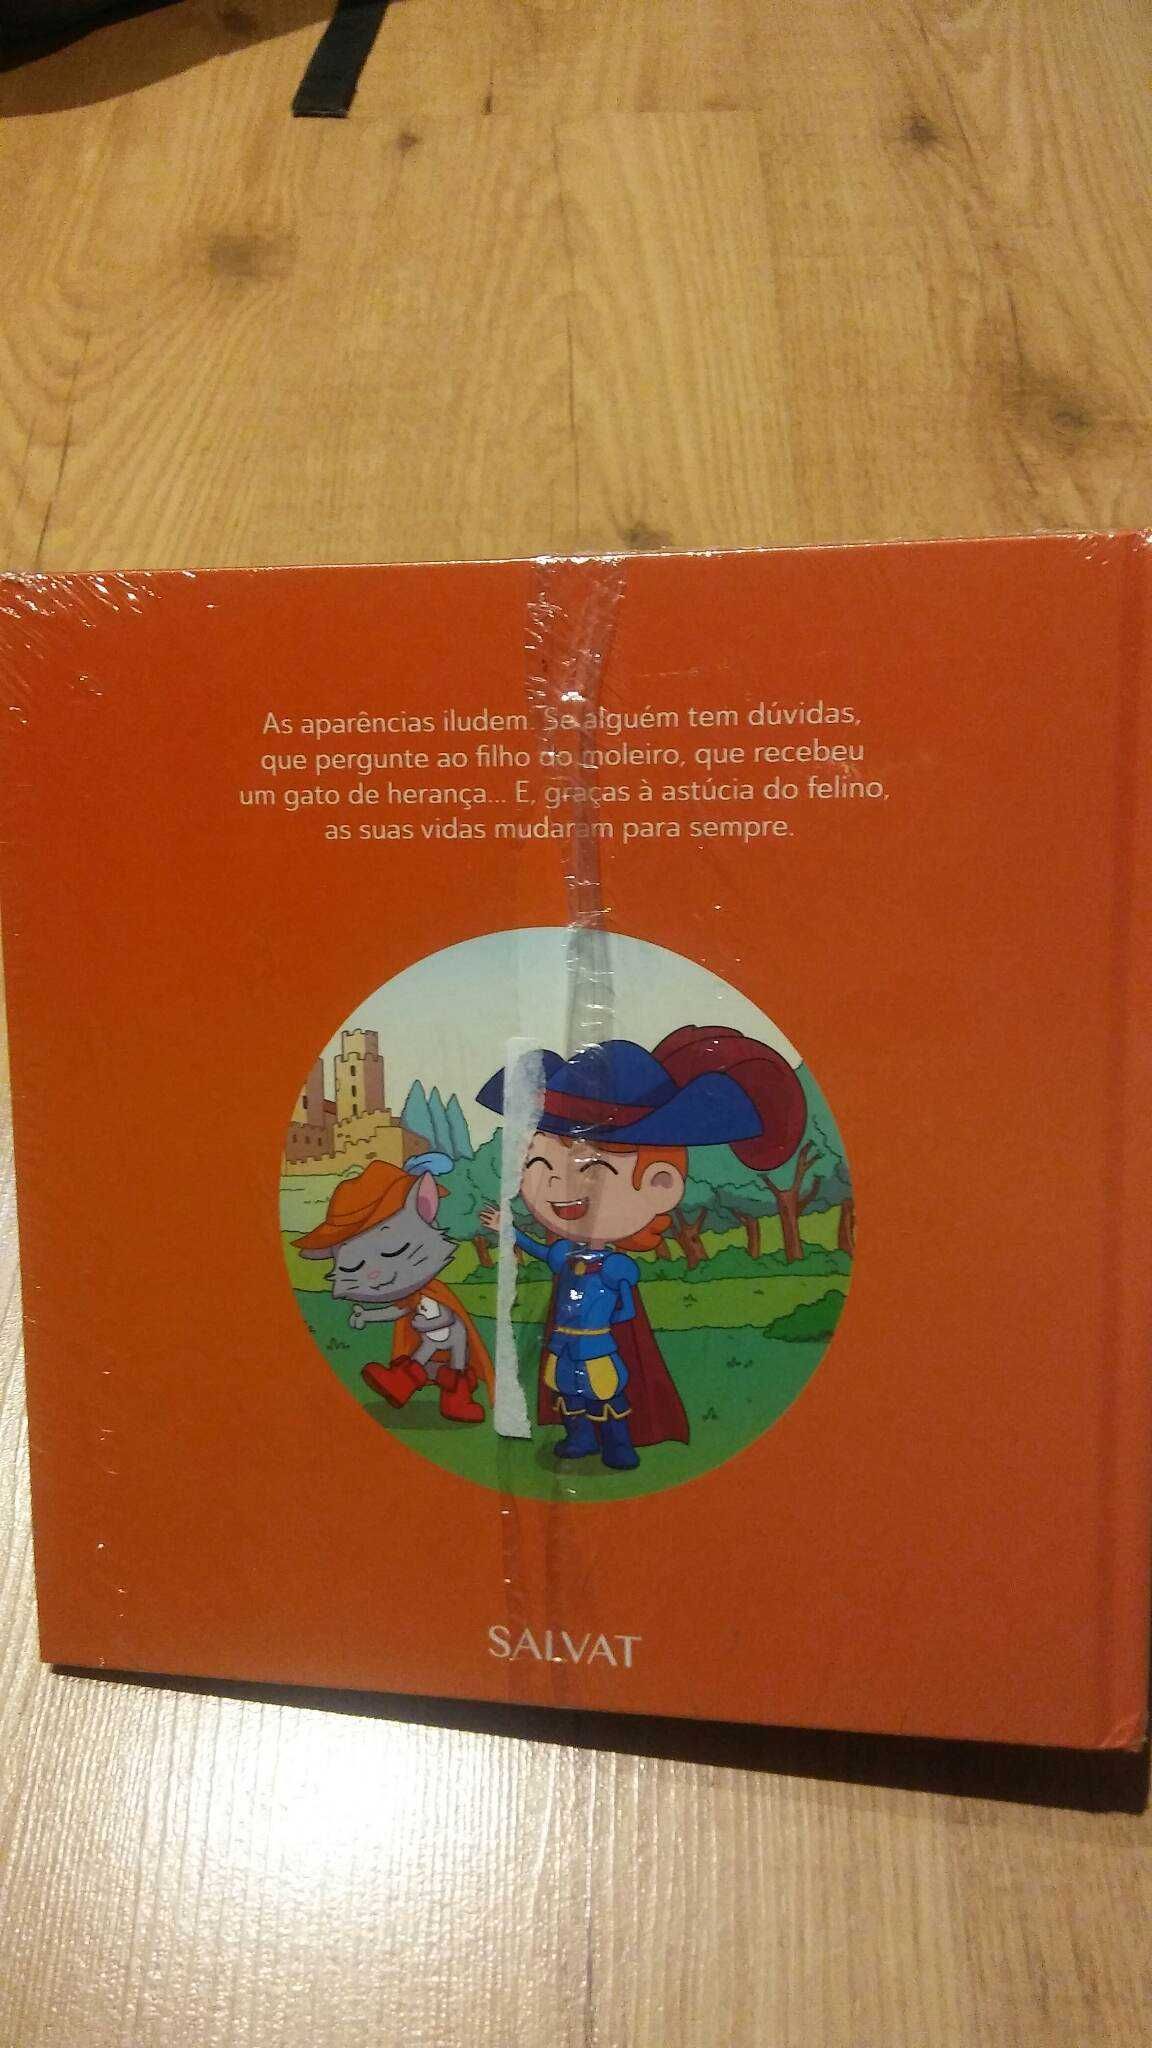 As aparências iludem. Se alguém tem dúvidas,
que pergunte ao filho do moleiro, que recebeu
um gato de herança... E, graças à astúcia do felino,
as suas vidas mudaram para sempre.
SALVAT